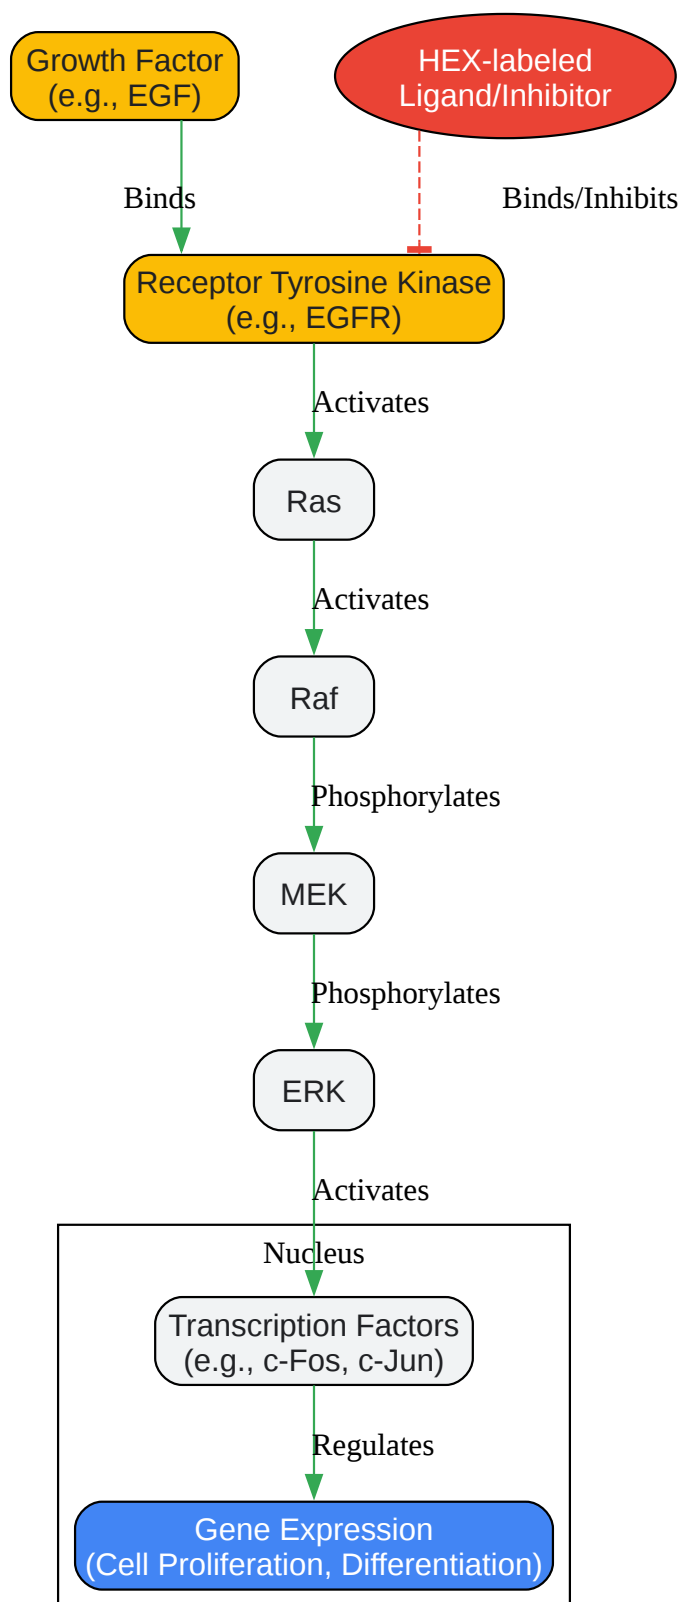 Growth Factor
(e.g., EGF)
HEX-labeled
Ligand/Inhibitor
Binds
Binds/Inhibits
Receptor Tyrosine Kinase
(e.g., EGFR)
Activates
Ras
Activates
Raf
Phosphorylates
MEK
Phosphorylates
ERK
Activates
Nucleus
Transcription Factors
(e.g., c-Fos, c-Jun)
Regulates
Gene Expression
(Cell Proliferation, Differentiation)